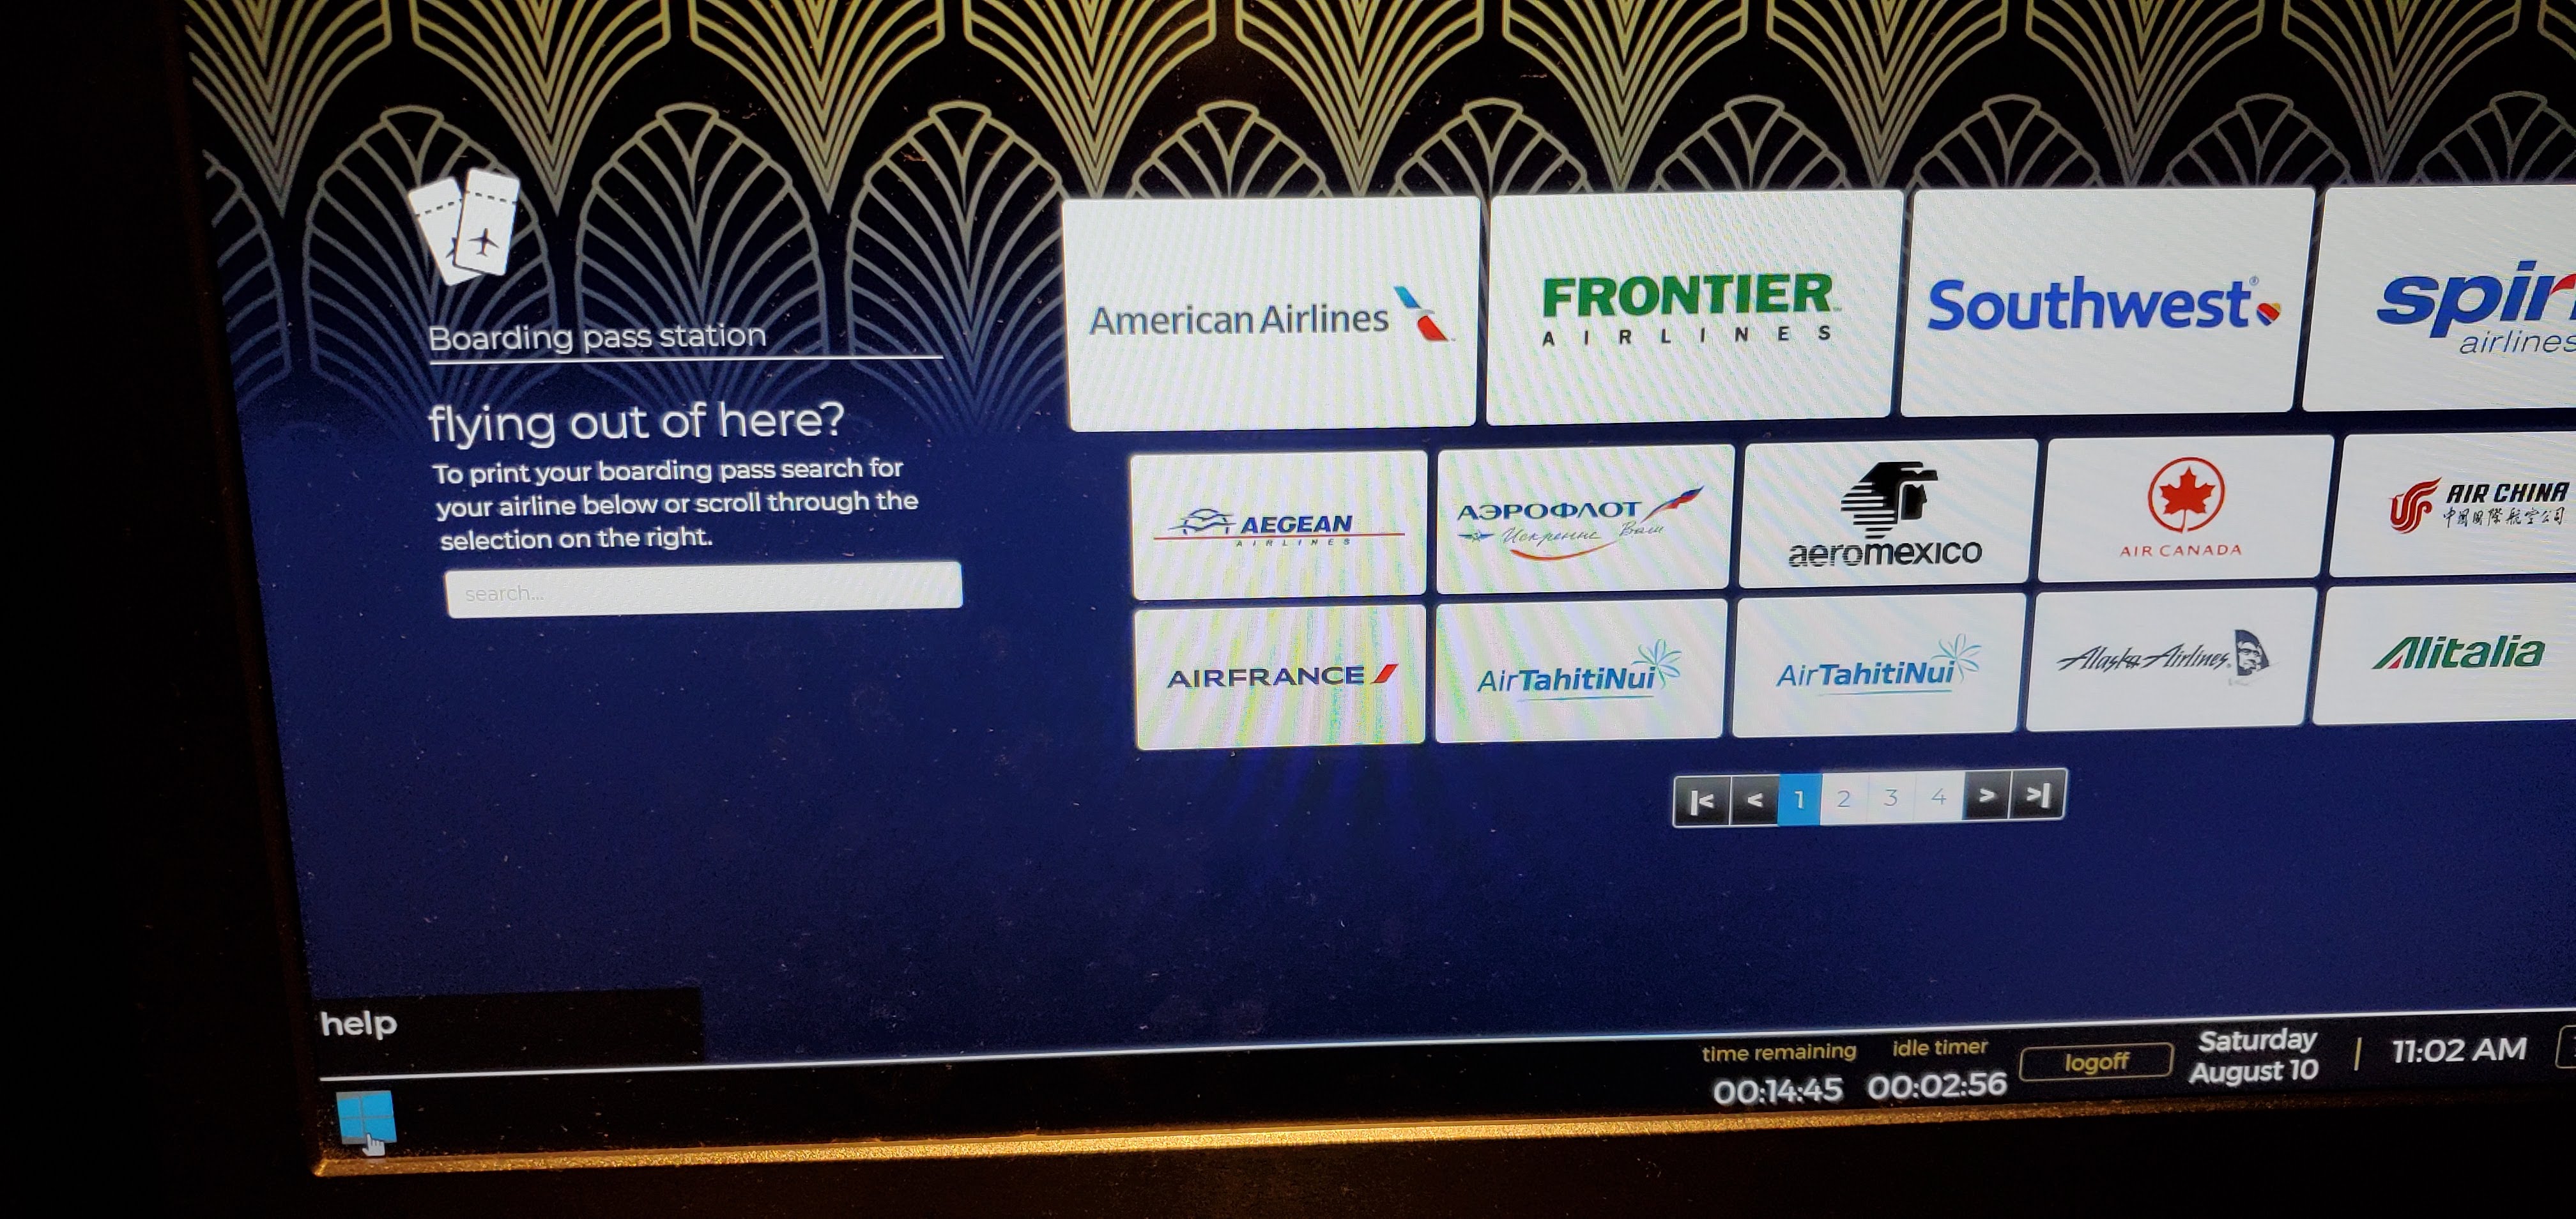 Boarding pass station
flying out of here?
To print your boarding pass search for
your airline below or scroll through the
selection on the right.
search...
American Airlines
FRONTIER
AIRLINES
Southwest
spir
airlines
AEGEAN
AIRLINES
АЭРОФЛОТ
Искренне Ваш
aeromexico
AIR CANADA
AIR CHINA
中国国际航空公司
AIRFRANCE
AirTahitiNui
AirTahitiNui
Alaska Airlines
Alitalia
|< < 1 2 3 4 > >|
help
time remaining
00:14:45
idle timer
00:02:56
logoff
Saturday
August 10
| 11:02 AM